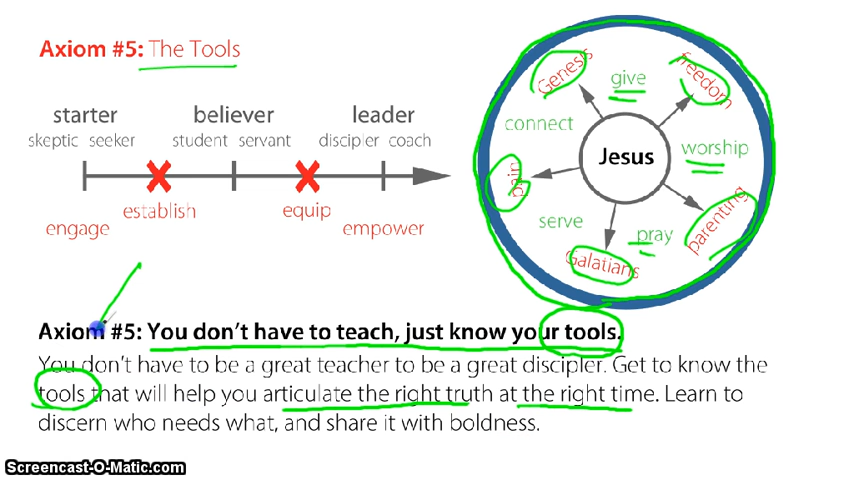 Axiom #5: The Tools
starter believer leader
skeptic seeker student servant discipler coach
establish equip
engage empower
Genesis
give
freedom
connect
Jesus
worship
pain
serve
pray
parenting
Galatians
Axiom #5: You don't have to teach, just know your tools.
You don't have to be a great teacher to be a great discipler. Get to know the
tools that will help you articulate the right truth at the right time. Learn to
discern who needs what, and share it with boldness.
Screencast-O-Matic.com